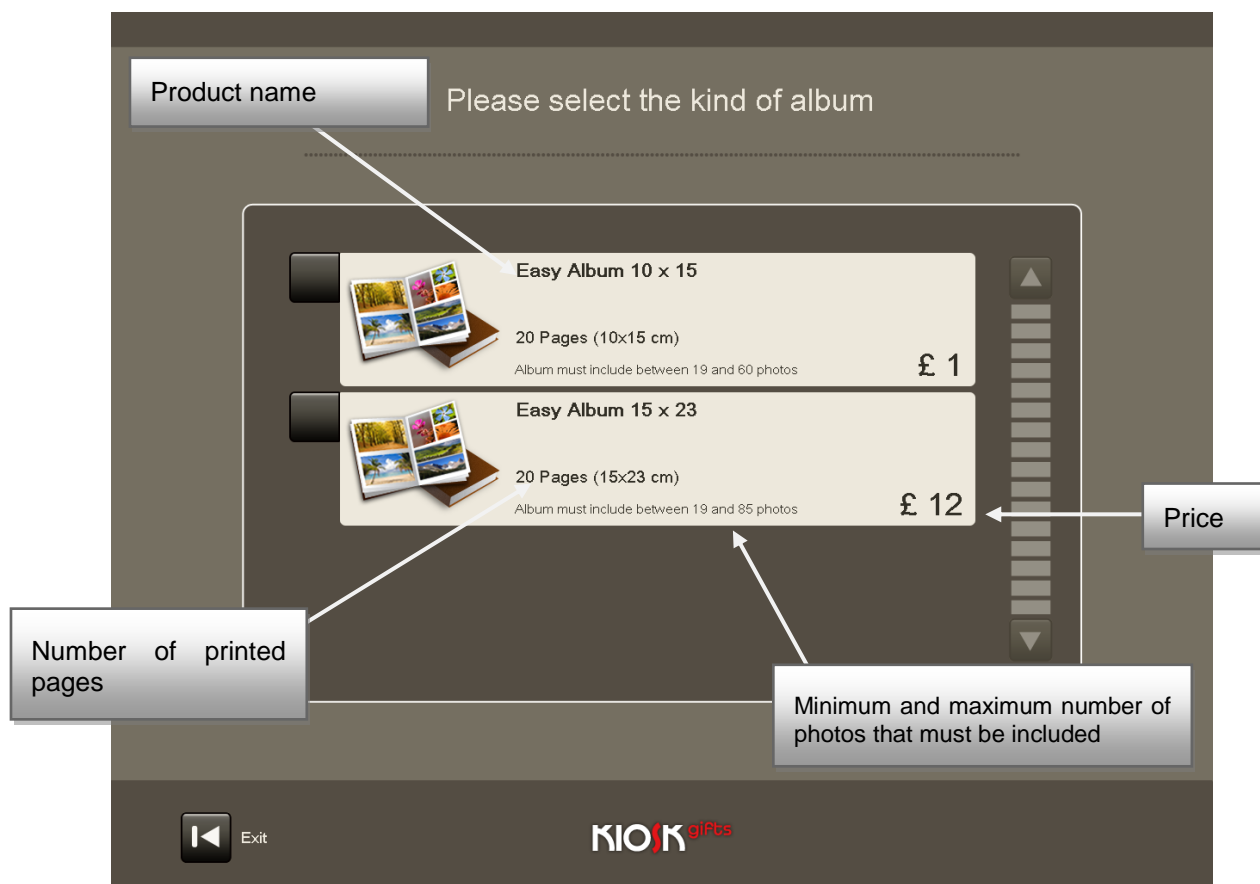 Product name
Please select the kind of album
Easy Album 10 x 15
20 Pages (10x15 cm)
Album must include between 19 and 60 photos
£ 1
Easy Album 15 x 23
20 Pages (15x23 cm)
Album must include between 19 and 85 photos
£ 12
Price
Number of printed
pages
Minimum and maximum number of
photos that must be included
Exit
KIOSK gifts